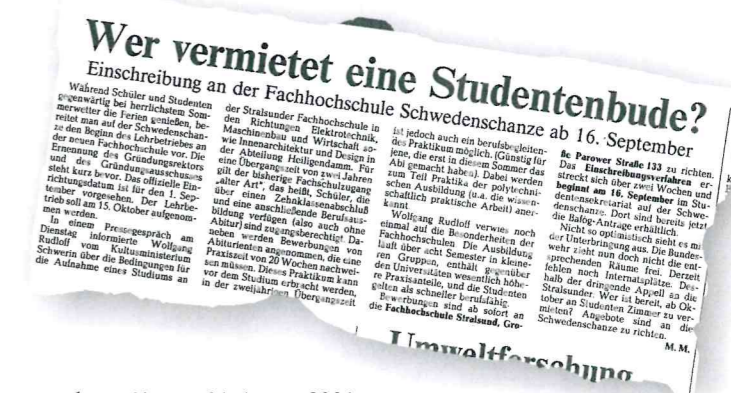 Wer vermietet eine Studentenbude?
Einschreibung an der Fachhochschule Schwedenschanze ab 16. September
Während Schüler und Studenten
gegenwärtig bei herrlichstem Som-
merwetter die Ferien genießen, be-
reitet man auf der Schwedenschan-
ze den Beginn des Lehrbetriebes an
der neuen Fachhochschule vor. Die
Ernennung des Gründungsrektors
und des Gründungsausschusses
steht kurz bevor. Das offizielle Ein-
richtungsdatum ist für den 1. Sep-
tember vorgesehen. Der Lehrbe-
trieb soll am 15. Oktober aufgenom-
men werden.
In einem Pressegespräch am
Dienstag informierte Wolfgang
Rudloff vom Kultusministerium
Schwerin über die Bedingungen für
die Aufnahme eines Studiums an
der Stralsunder Fachhochschule in
den Richtungen Elektrotechnik,
Maschinenbau und Wirtschaft so-
wie Innenarchitektur und Design in
der Abteilung Heiligendamm. Für
eine Übergangszeit von zwei Jahren
gilt der bisherige Fachschulzugang
„alter Art", das heißt, Schüler, die
über einen Zehnklassenabschluß
und eine anschließende Berufsaus-
bildung verfügen (also auch ohne
Abitur) sind zugangsberechtigt. Da-
neben werden Bewerbungen von
Abiturienten angenommen, die eine
Praxiszeit von 20 Wochen nachwei-
sen müssen. Dieses Praktikum kann
vor dem Studium erbracht werden,
in der zweijährigen Übergangszeit
ist jedoch auch ein berufsbegleiten-
des Praktikum möglich. (Günstig für
jene, die erst in diesem Sommer das
Abi gemacht haben). Dabei werden
zum Teil Praktika der polytechni-
schen Ausbildung (u.a. die wissen-
schaftlich praktische Arbeit) aner-
kannt.
Wolfgang Rudloff verwies noch
einmal auf die Besonderheiten der
Fachhochschulen. Die Ausbildung
läuft über acht Semester in kleine-
ren Gruppen, enthält gegenüber
den Universitäten wesentlich höhe-
re Praxisanteile, und die Studenten
gelten als schneller berufsfähig.
Bewerbungen sind ab sofort an
die Fachhochschule Stralsund, Gro-
ße Parower Straße 133 zu richten.
Das Einschreibungsverfahren er-
streckt sich über zwei Wochen und
beginnt am 16. September im Stu-
dentensekretariat auf der Schwe-
denschanze. Dort sind bereits jetzt
die Bafög-Anträge erhältlich.
Nicht so optimistisch sieht es mit
der Unterbringung aus. Die Bundes-
wehr zieht nun doch nicht die ent-
sprechenden Räume frei. Derzeit
fehlen noch Internatsplätze. Des-
halb der dringende Appell an die
Stralsunder. Wer ist bereit, ab Ok-
tober an Studenten Zimmer zu ver-
mieten? Angebote sind an die
Schwedenschanze zu richten.
M. M.
Umweltforschung